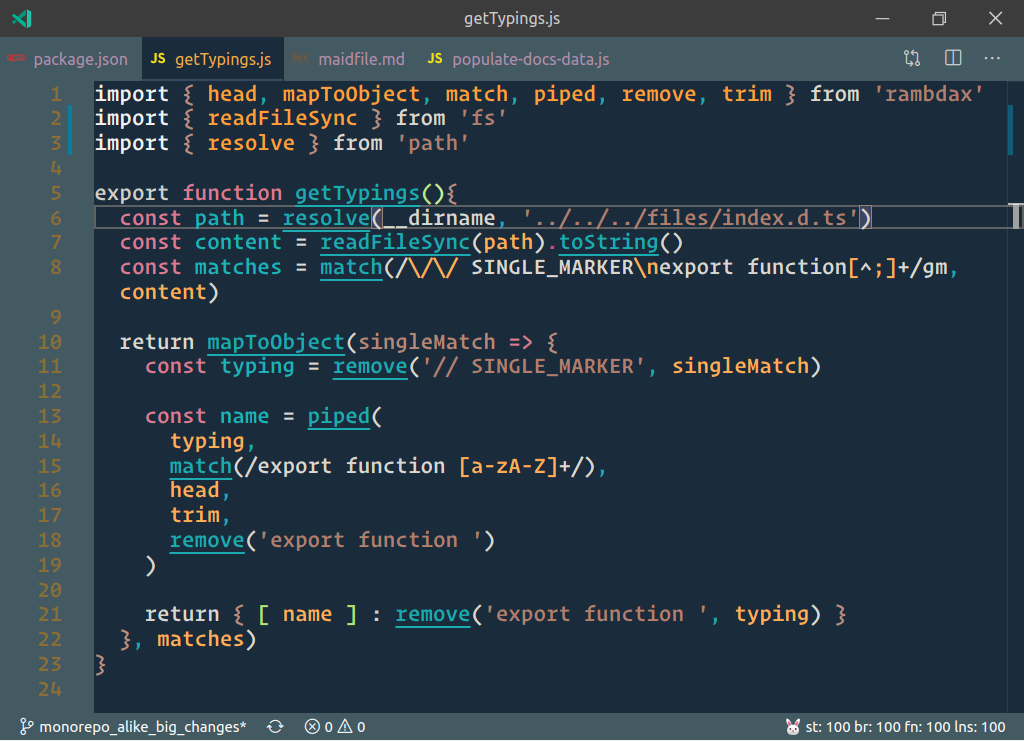 getTypings.js
package.json JS getTypings.js maidfile.md JS populate-docs-data.js
1 import { head, mapToObject, match, piped, remove, trim } from 'rambdax'
2 import { readFileSync } from 'fs'
3 import { resolve } from 'path'
4
5 export function getTypings(){
6 const path = resolve(__dirname, '../../../files/index.d.ts')
7 const content = readFileSync(path).toString()
8 const matches = match(/\/\/ SINGLE_MARKER\nexport function[^;]+/gm,
content)
9
10 return mapToObject(singleMatch => {
11 const typing = remove('// SINGLE_MARKER', singleMatch)
12
13 const name = piped(
14 typing,
15 match(/export function [a-zA-Z]+/),
16 head,
17 trim,
18 remove('export function ')
19 )
20
21 return { [ name ] : remove('export function ', typing) }
22 }, matches)
23 }
24
monorepo_alike_big_changes* 0 0 st: 100 br: 100 fn: 100 lns: 100